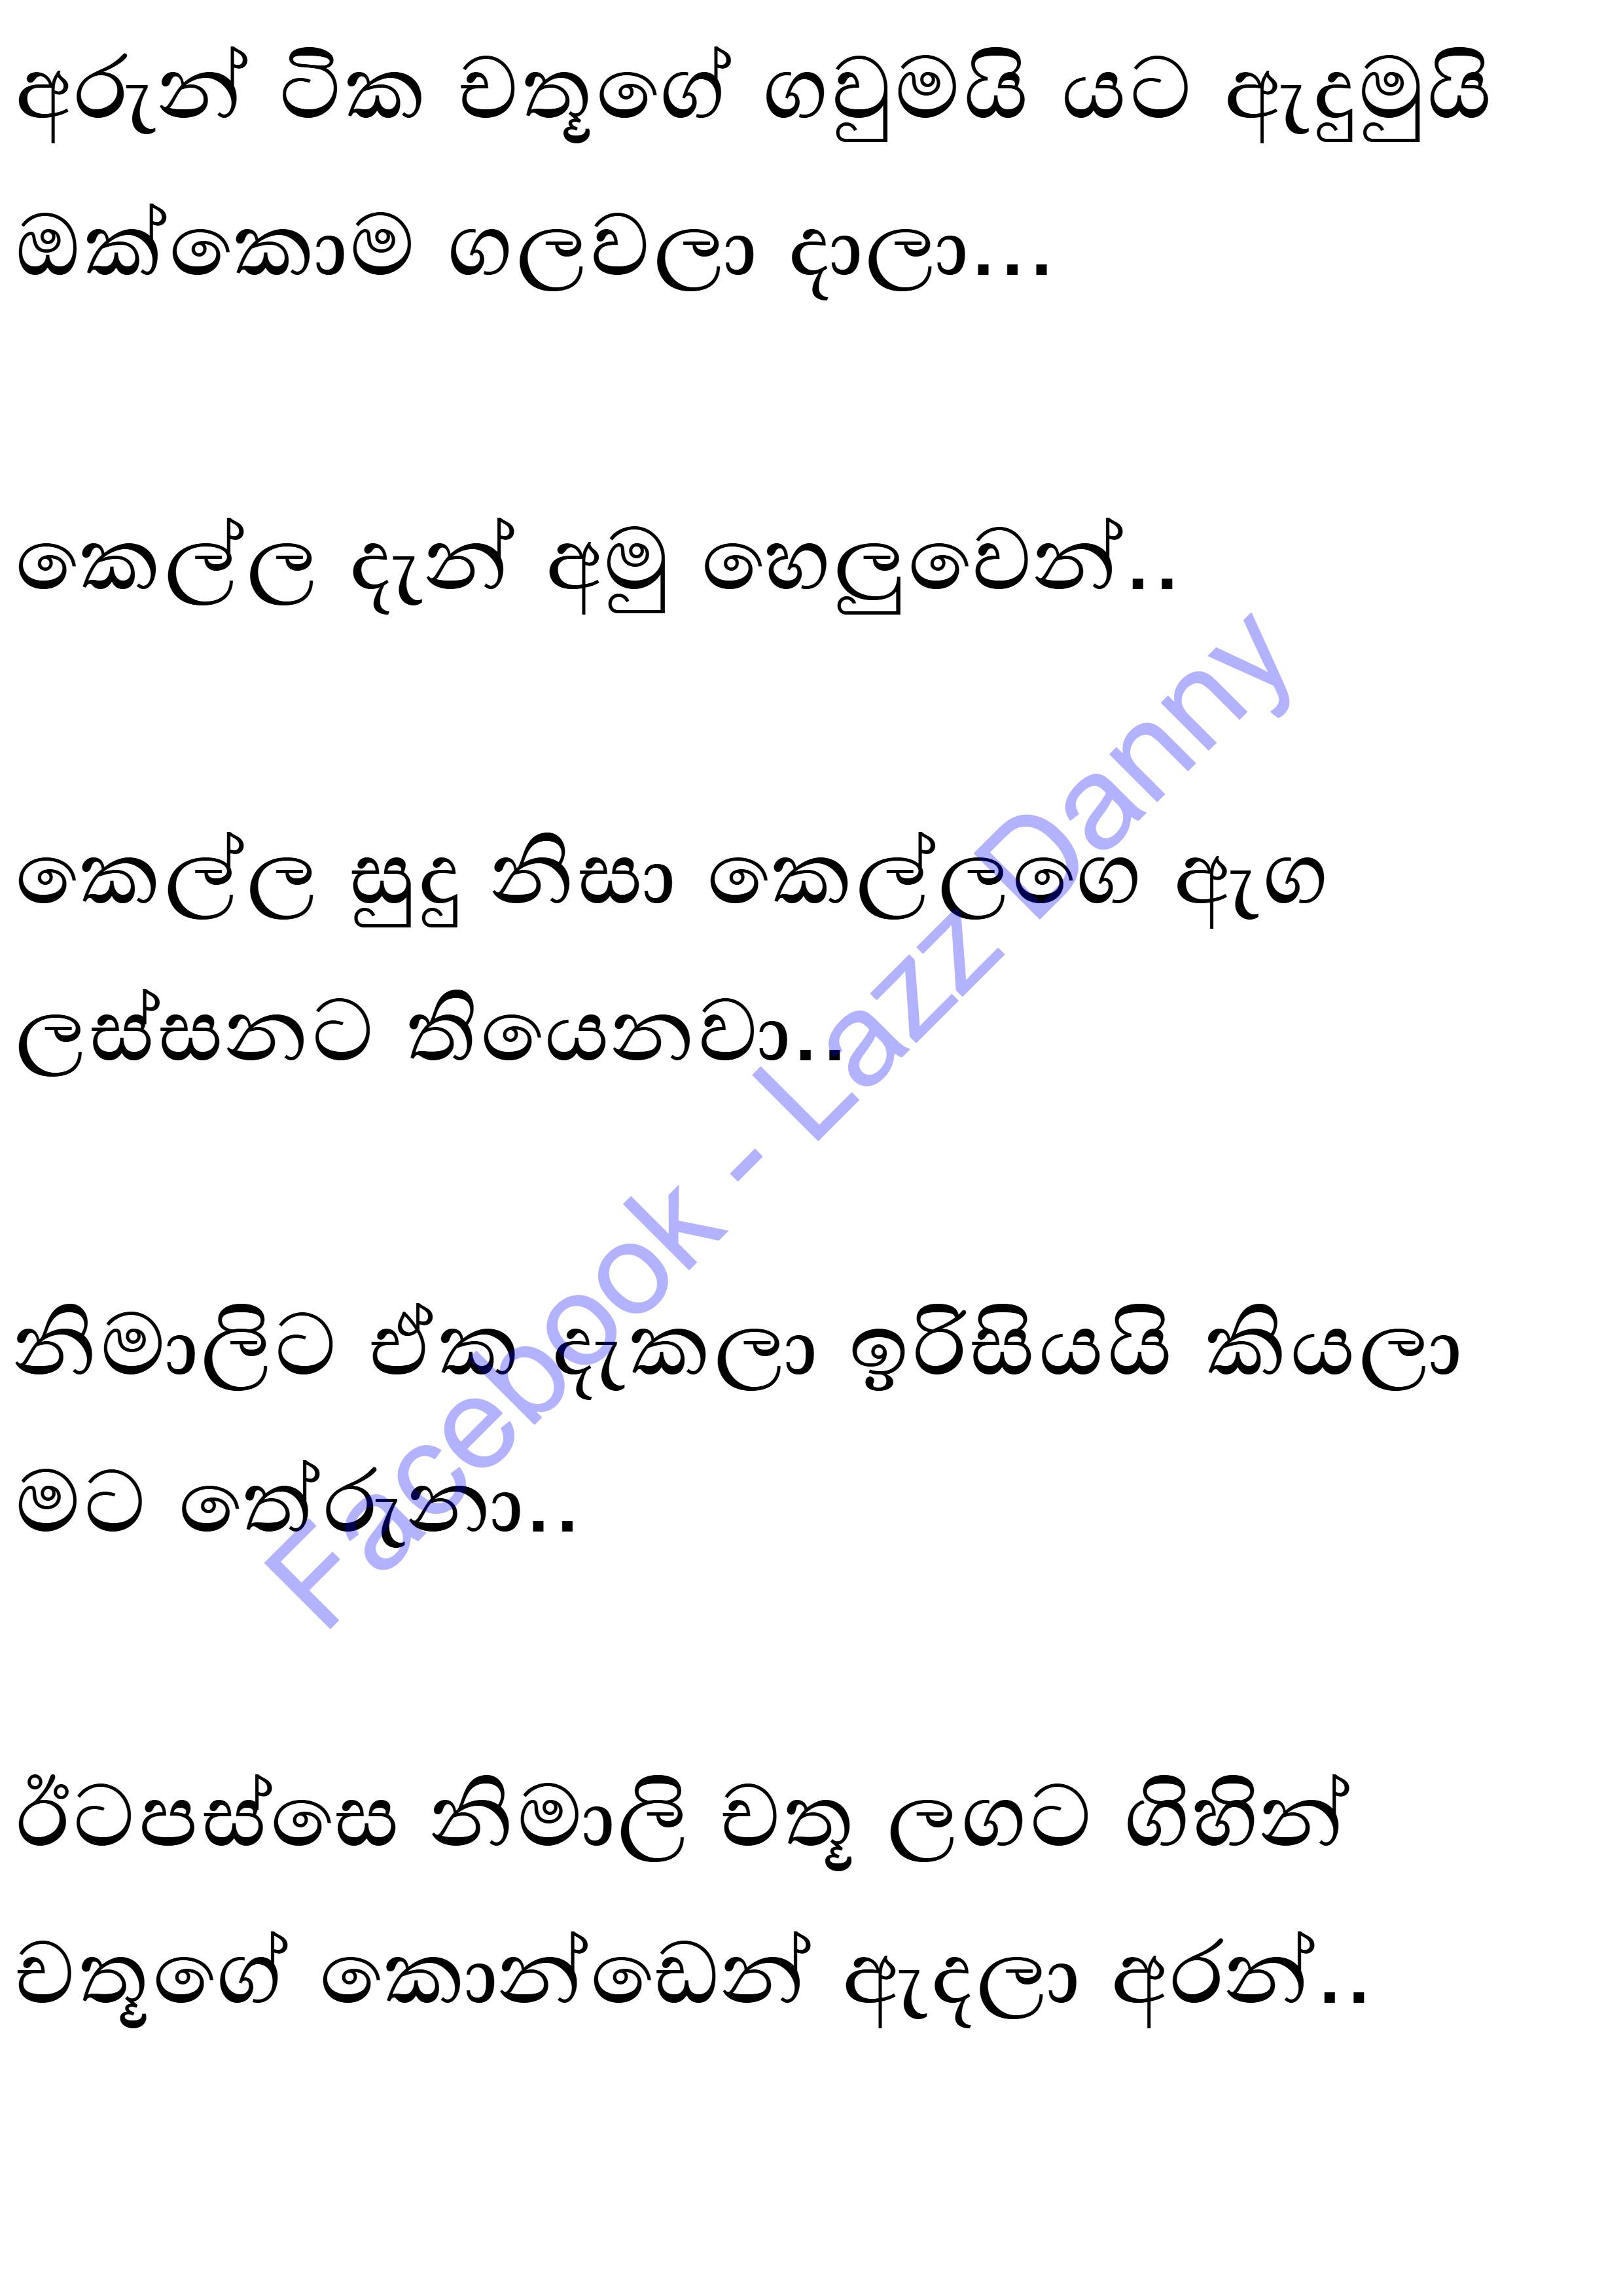 අරුන් ටික චතූගේ ගවුමයි යට ඇඳුමුයි
ඔක්කොම ගලවලා දාලා...
කෙල්ල දැන් අමු හෙලුවෙන්..
කෙල්ල සුදු නිසා කෙල්ලගෙ ඇග
ලස්සනට තියෙනවා..
නිමාලිට ඒක දැකලා ඉරිසියයි කියලා
මට තේරුනා..
ඊටපස්සෙ නිමාලි චතූ ලගට ගිහින්
චතූගේ කොන්ඩෙන් ඇදලා අරන්..
Facebook - Lazz Danny